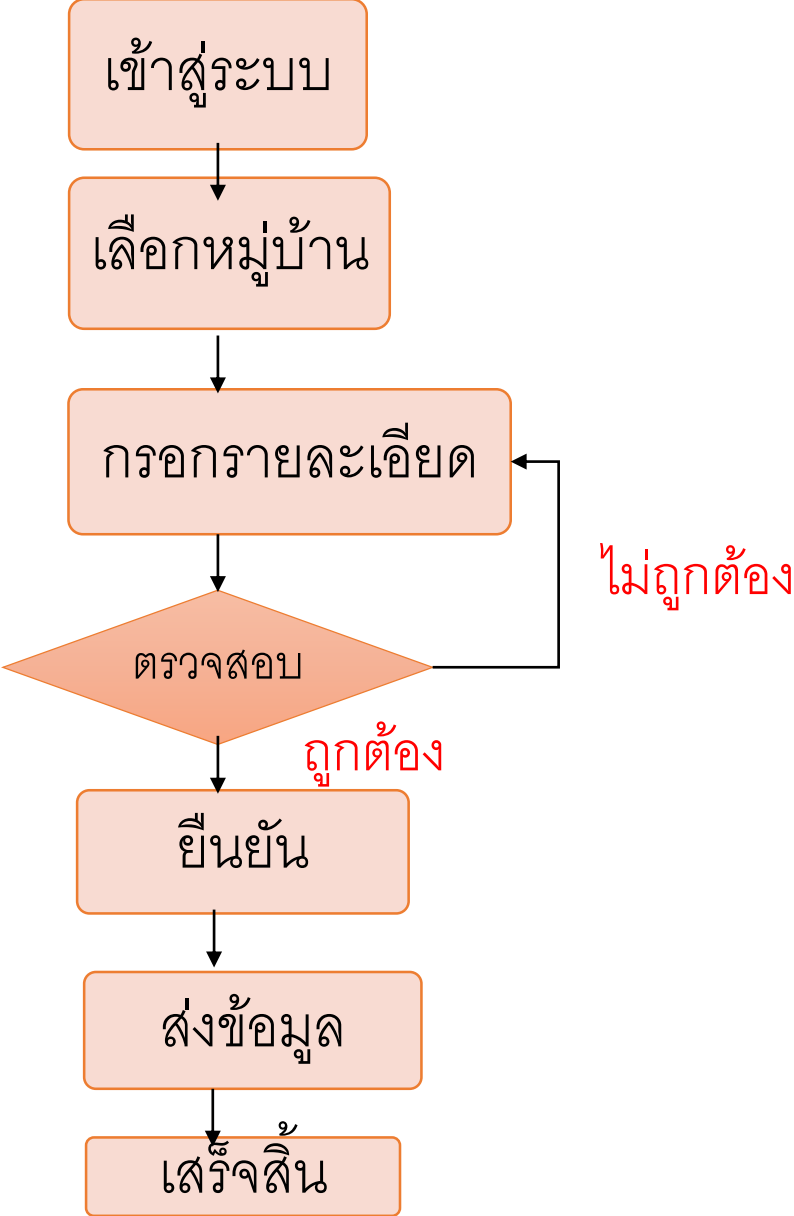 เข้าสู่ระบบ
เลือกหมู่บ้าน
กรอกรายละเอียด
ไม่ถูกต้อง
ตรวจสอบ
ถูกต้อง
ยืนยัน
ส่งข้อมูล
เสร็จสิ้น